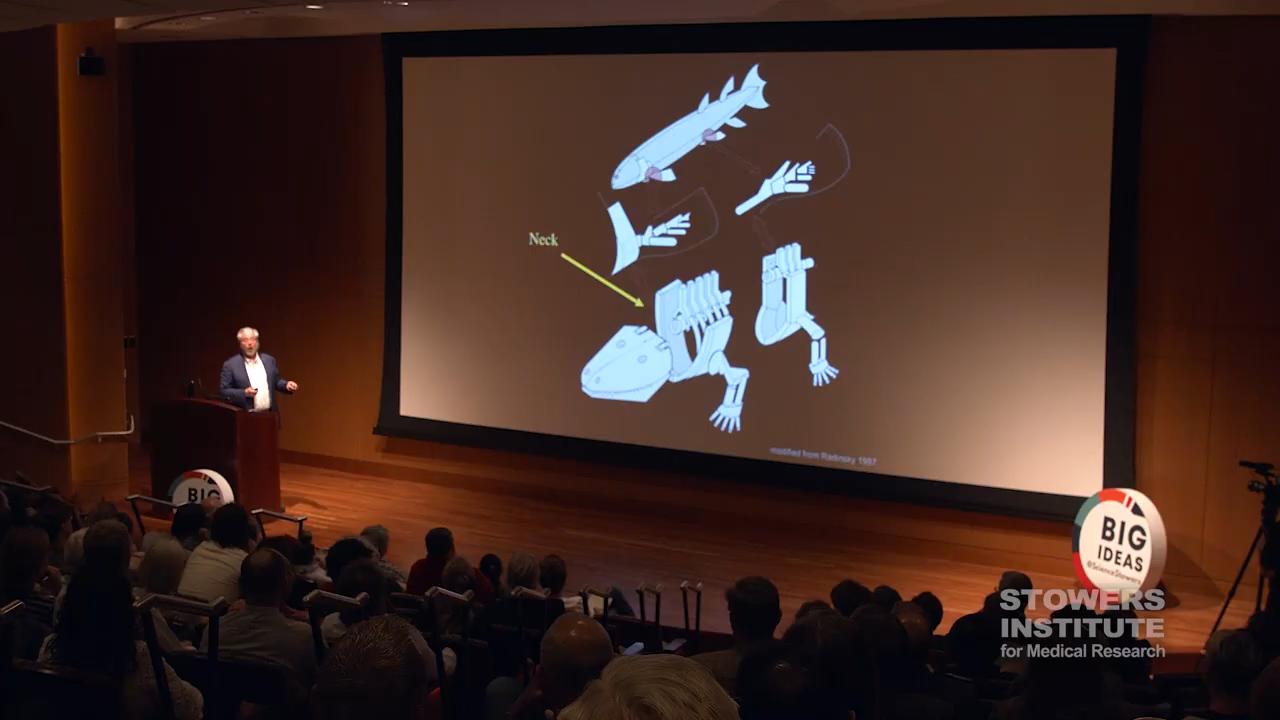 Neck
modified from Radinsky 1987
BIG
BIG
IDEAS
@ScienceStowers
STOWERS
INSTITUTE
for Medical Research